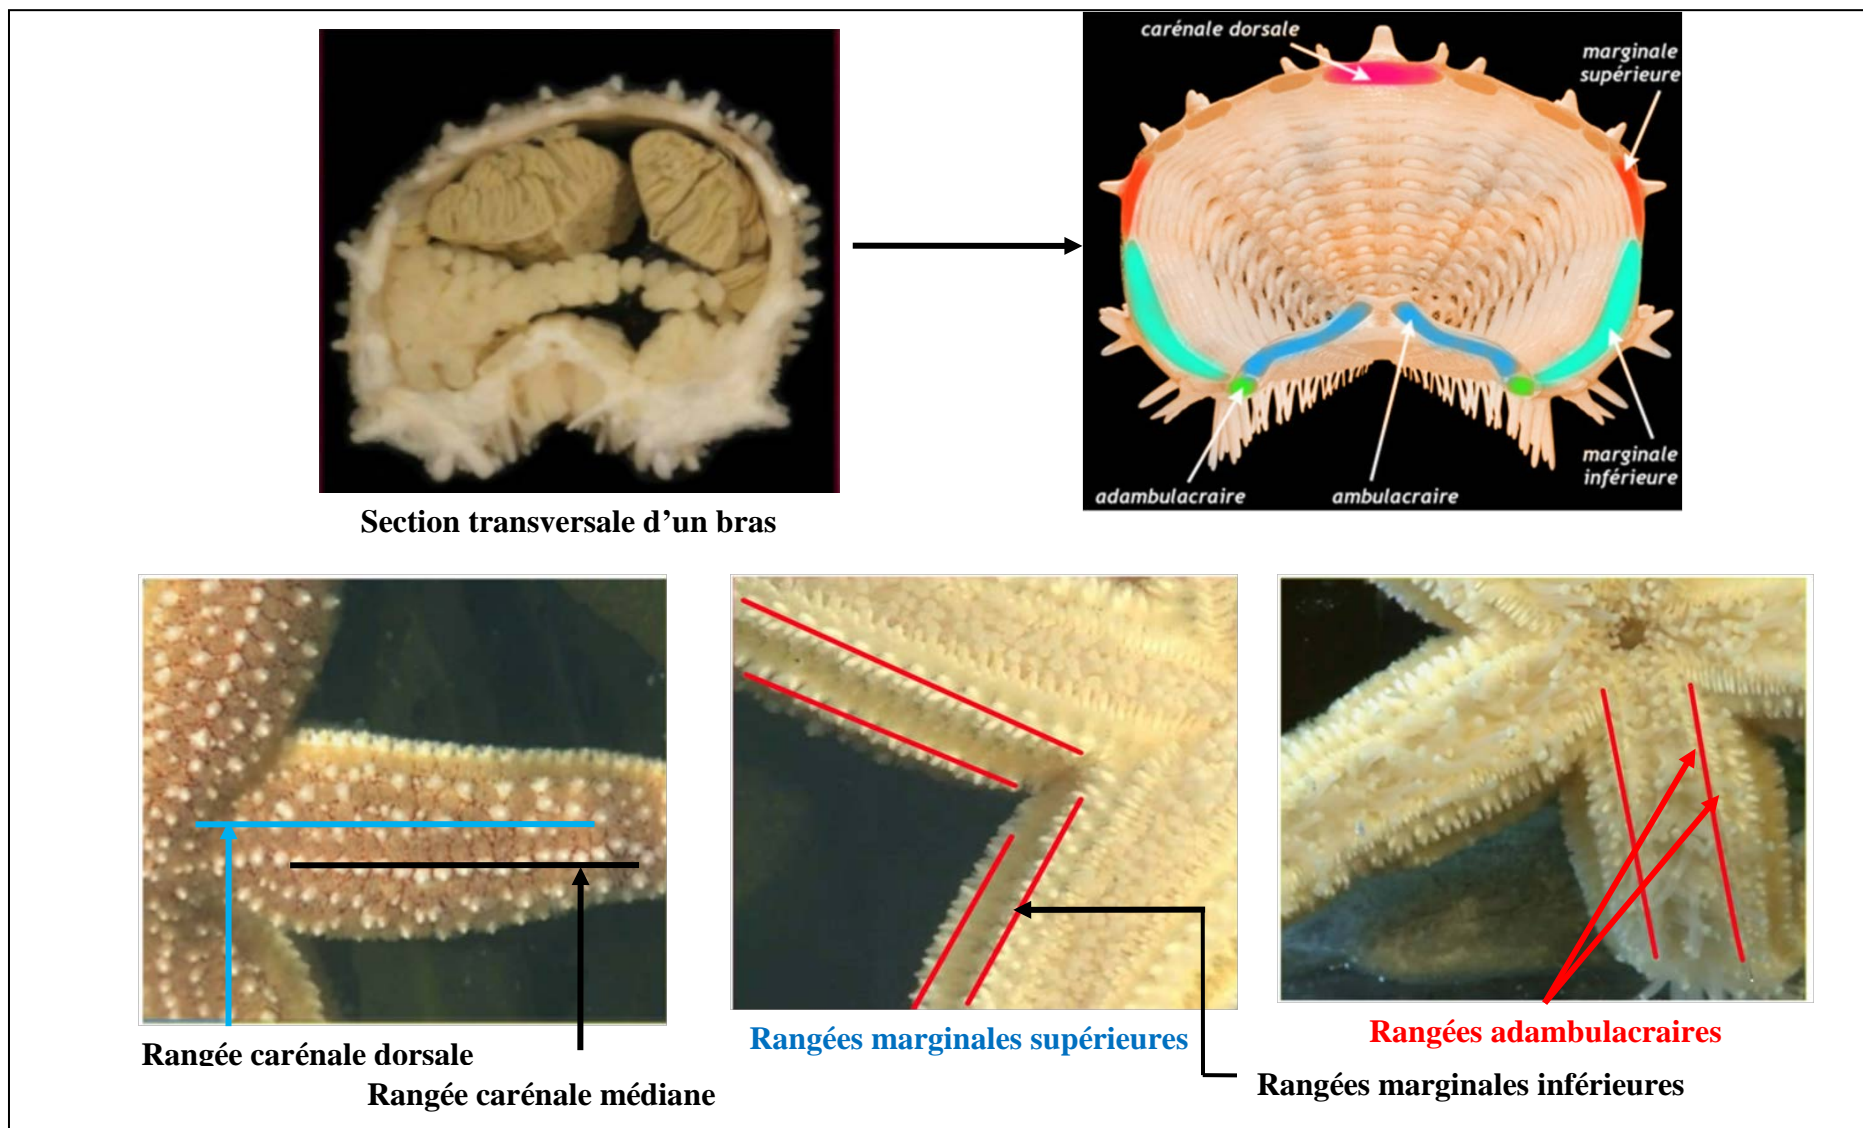 carénale dorsale
marginale
supérieure
marginale
inférieure
adambulacraire
ambulacraire
Section transversale d’un bras
Rangée carénale dorsale
Rangée carénale médiane
Rangées marginales supérieures
Rangées marginales inférieures
Rangées adambulacraires